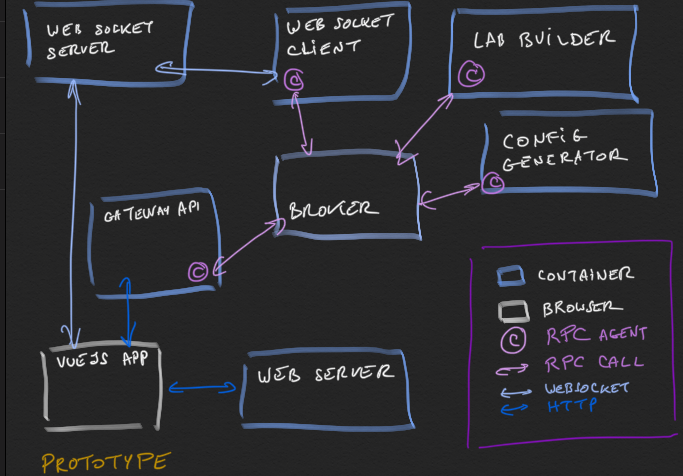 WEB SOCKET
SERVER
WEB SOCKET
CLIENT
C
LAB BUILDER
C
CONFIG
GENERATOR
C
GATEWAY API
C
BROKER
VUEJS APP
WEB SERVER
CONTAINER
BROWSER
C
RPC AGENT
RPC CALL
WEBSOCKET
HTTP
PROTOTYPE